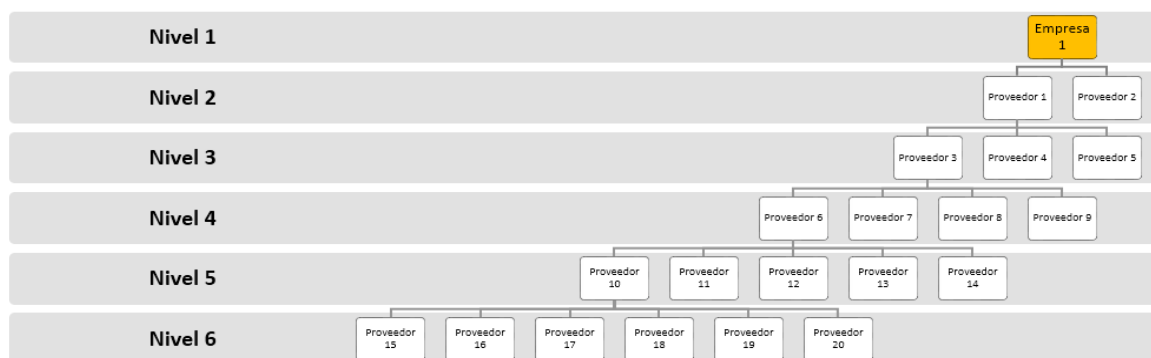 Nivel 1
Empresa
1
Nivel 2
Proveedor 1
Proveedor 2
Nivel 3
Proveedor 3
Proveedor 4
Proveedor 5
Nivel 4
Proveedor 6
Proveedor 7
Proveedor 8
Proveedor 9
Nivel 5
Proveedor
10
Proveedor
11
Proveedor
12
Proveedor
13
Proveedor
14
Nivel 6
Proveedor
15
Proveedor
16
Proveedor
17
Proveedor
18
Proveedor
19
Proveedor
20